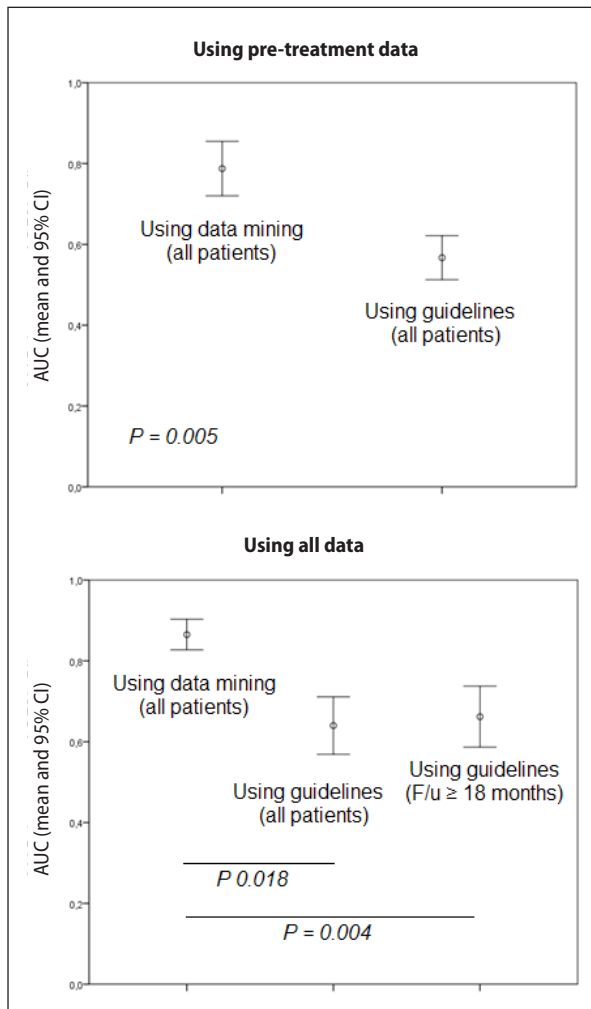 Using pre-treatment data
1,0
0,8
Using data mining
(all patients)
0,6
Using guidelines
(all patients)
0,4
0,2
P = 0.005
0,0
AUC (mean and 95% CI)
Using all data
1,0
0,8
Using data mining
(all patients)
0,6
Using guidelines
(all patients)
Using guidelines
(F/u ≥ 18 months)
0,4
P 0.018
0,2
P = 0.004
0,0
AUC (mean and 95% CI)